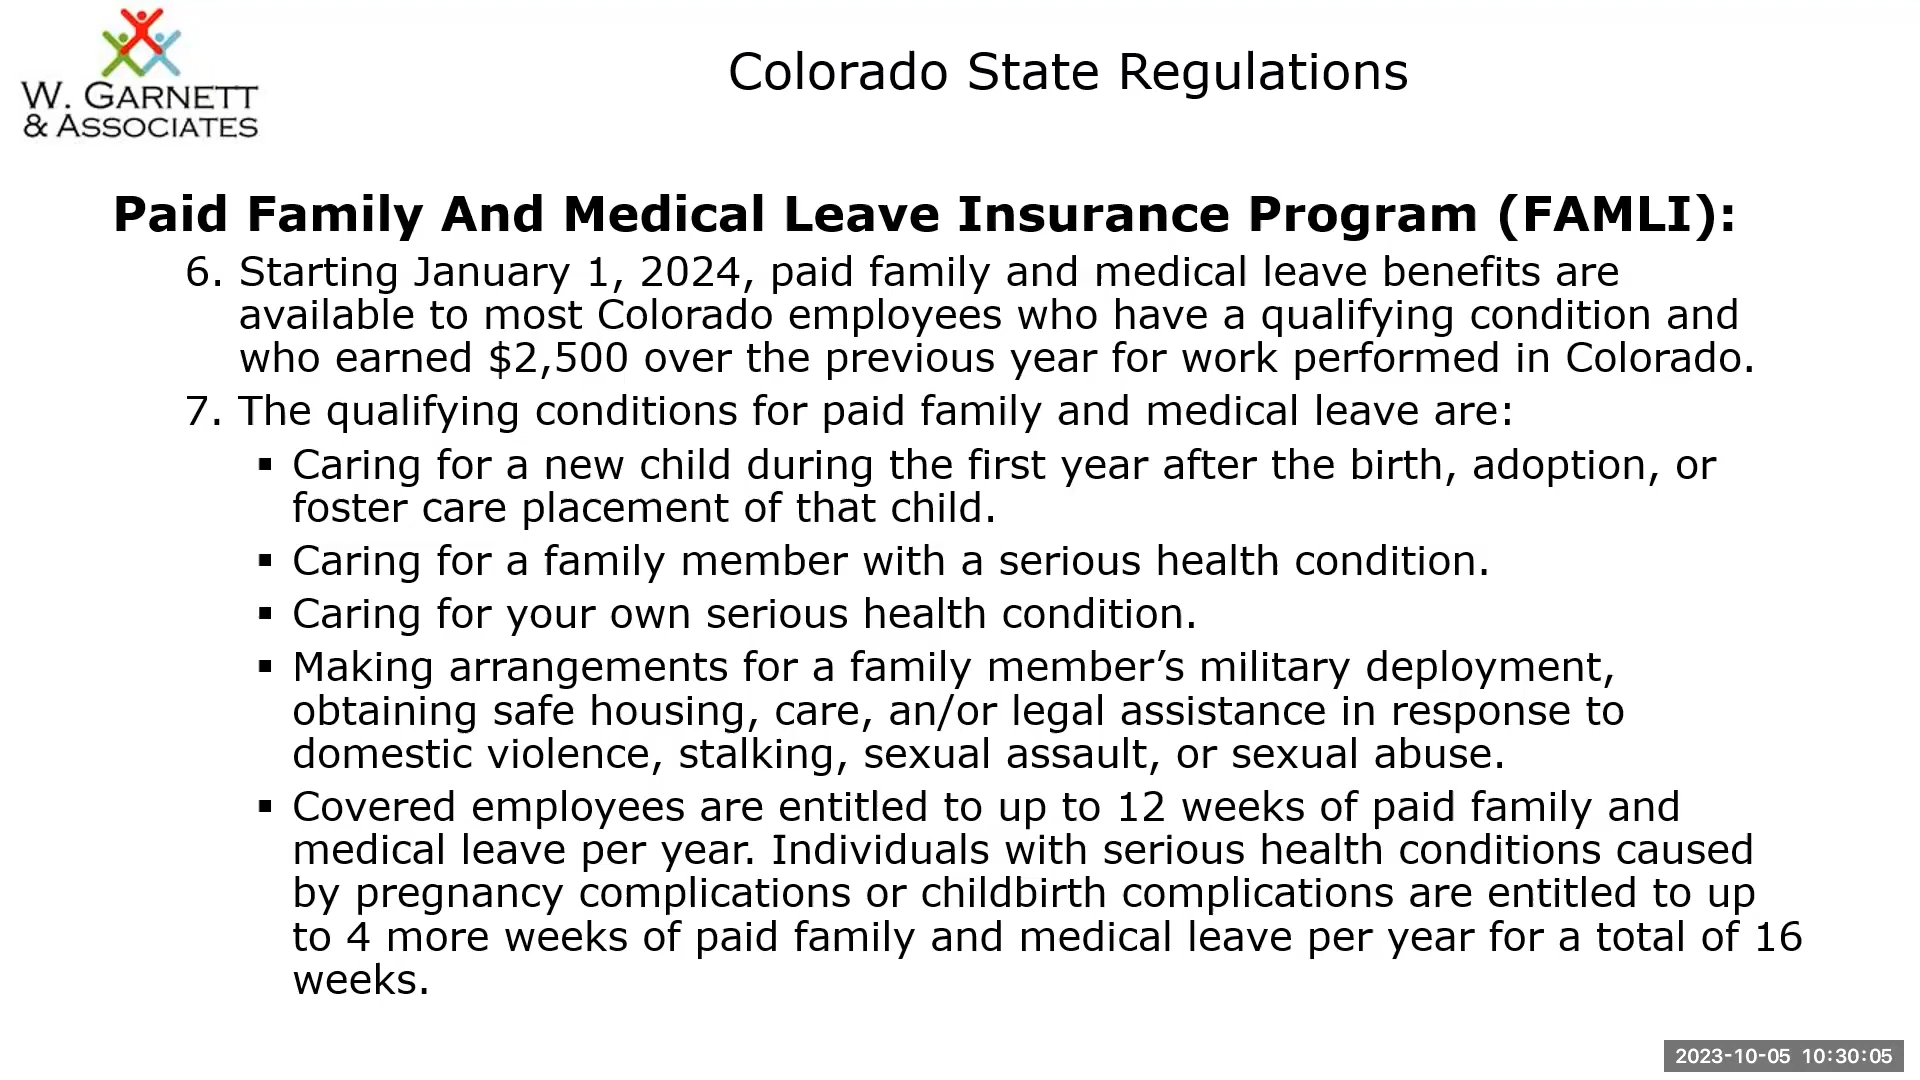 W. GARNETT
& ASSOCIATES
Colorado State Regulations
Paid Family And Medical Leave Insurance Program (FAMLI):
6. Starting January 1, 2024, paid family and medical leave benefits are
available to most Colorado employees who have a qualifying condition and
who earned $2,500 over the previous year for work performed in Colorado.
7. The qualifying conditions for paid family and medical leave are:
▪ Caring for a new child during the first year after the birth, adoption, or
foster care placement of that child.
▪ Caring for a family member with a serious health condition.
▪ Caring for your own serious health condition.
▪ Making arrangements for a family member’s military deployment,
obtaining safe housing, care, an/or legal assistance in response to
domestic violence, stalking, sexual assault, or sexual abuse.
▪ Covered employees are entitled to up to 12 weeks of paid family and
medical leave per year. Individuals with serious health conditions caused
by pregnancy complications or childbirth complications are entitled to up
to 4 more weeks of paid family and medical leave per year for a total of 16
weeks.
2023-10-05 10:30:05